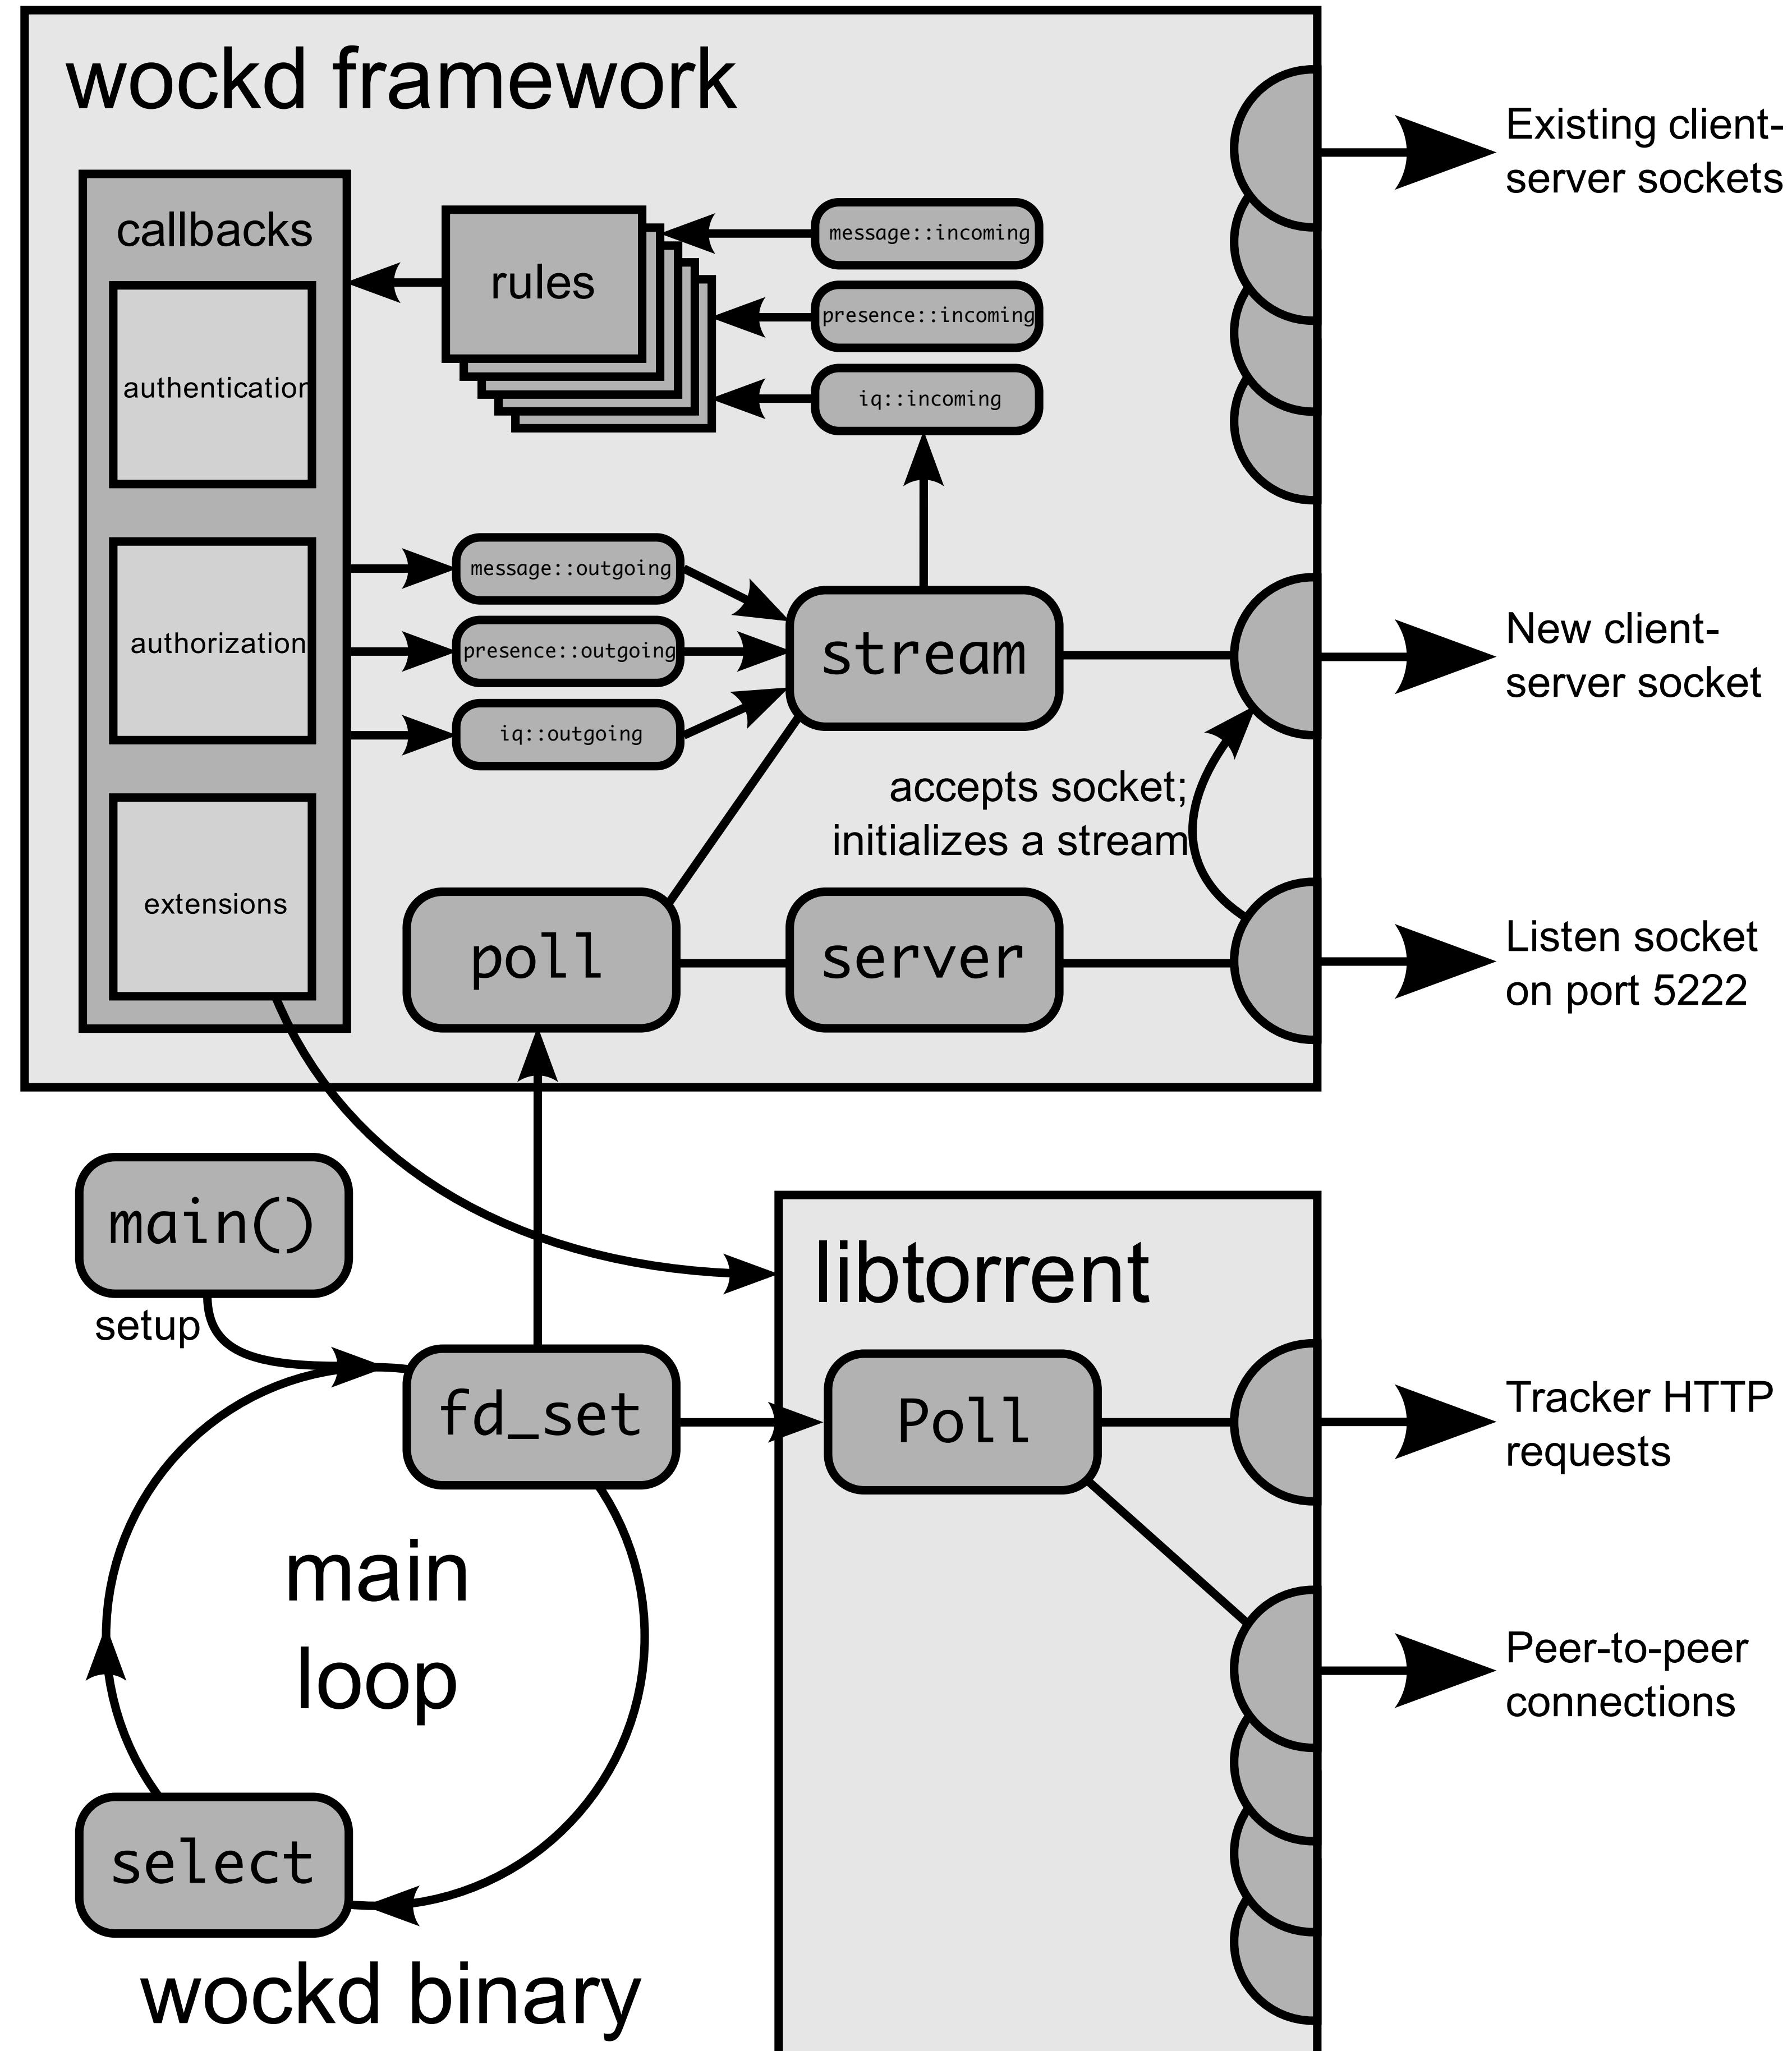 wockd framework
Existing client-
server sockets
callbacks
rules
message::incoming
presence::incoming
iq::incoming
authentication
message::outgoing
presence::outgoing
iq::outgoing
authorization
stream
New client-
server socket
accepts socket;
initializes a stream
extensions
poll
server
Listen socket
on port 5222
main()
setup
libtorrent
fd_set
Poll
Tracker HTTP
requests
main
loop
Peer-to-peer
connections
select
wockd binary